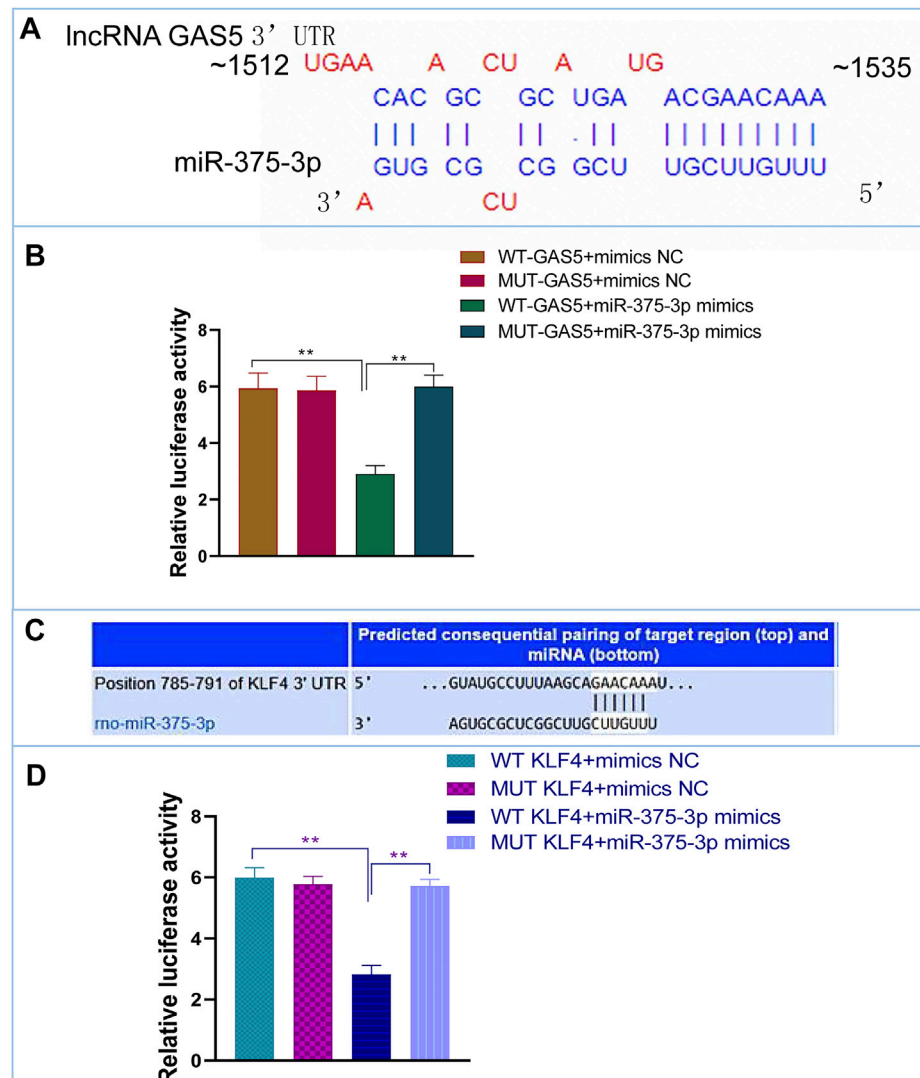 A lncRNA GAS5 3' UTR
~1512 UGAA A CU A UG ~1535
CACGC GC UGA ACGAACAAA
miR-375-3p GUG CG CG GCU UGCUUGUUU
3' A CU 5'
B
WT-GAS5+mimics NC
MUT-GAS5+mimics NC
WT-GAS5+miR-375-3p mimics
MUT-GAS5+miR-375-3p mimics
Relative luciferase activity
8
6
4
2
0
** **
C
Predicted consequential pairing of target region (top) and
miRNA (bottom)
Position 785-791 of KLF4 3' UTR 5' ...GUAUGCCUUUAAGCAGAACAAAU...
rno-miR-375-3p 3' AGUGCGCUCGGCUUGCUUGUUU
D
WT KLF4+mimics NC
MUT KLF4+mimics NC
WT KLF4+miR-375-3p mimics
MUT KLF4+miR-375-3p mimics
Relative luciferase activity
8
6
4
2
0
** **